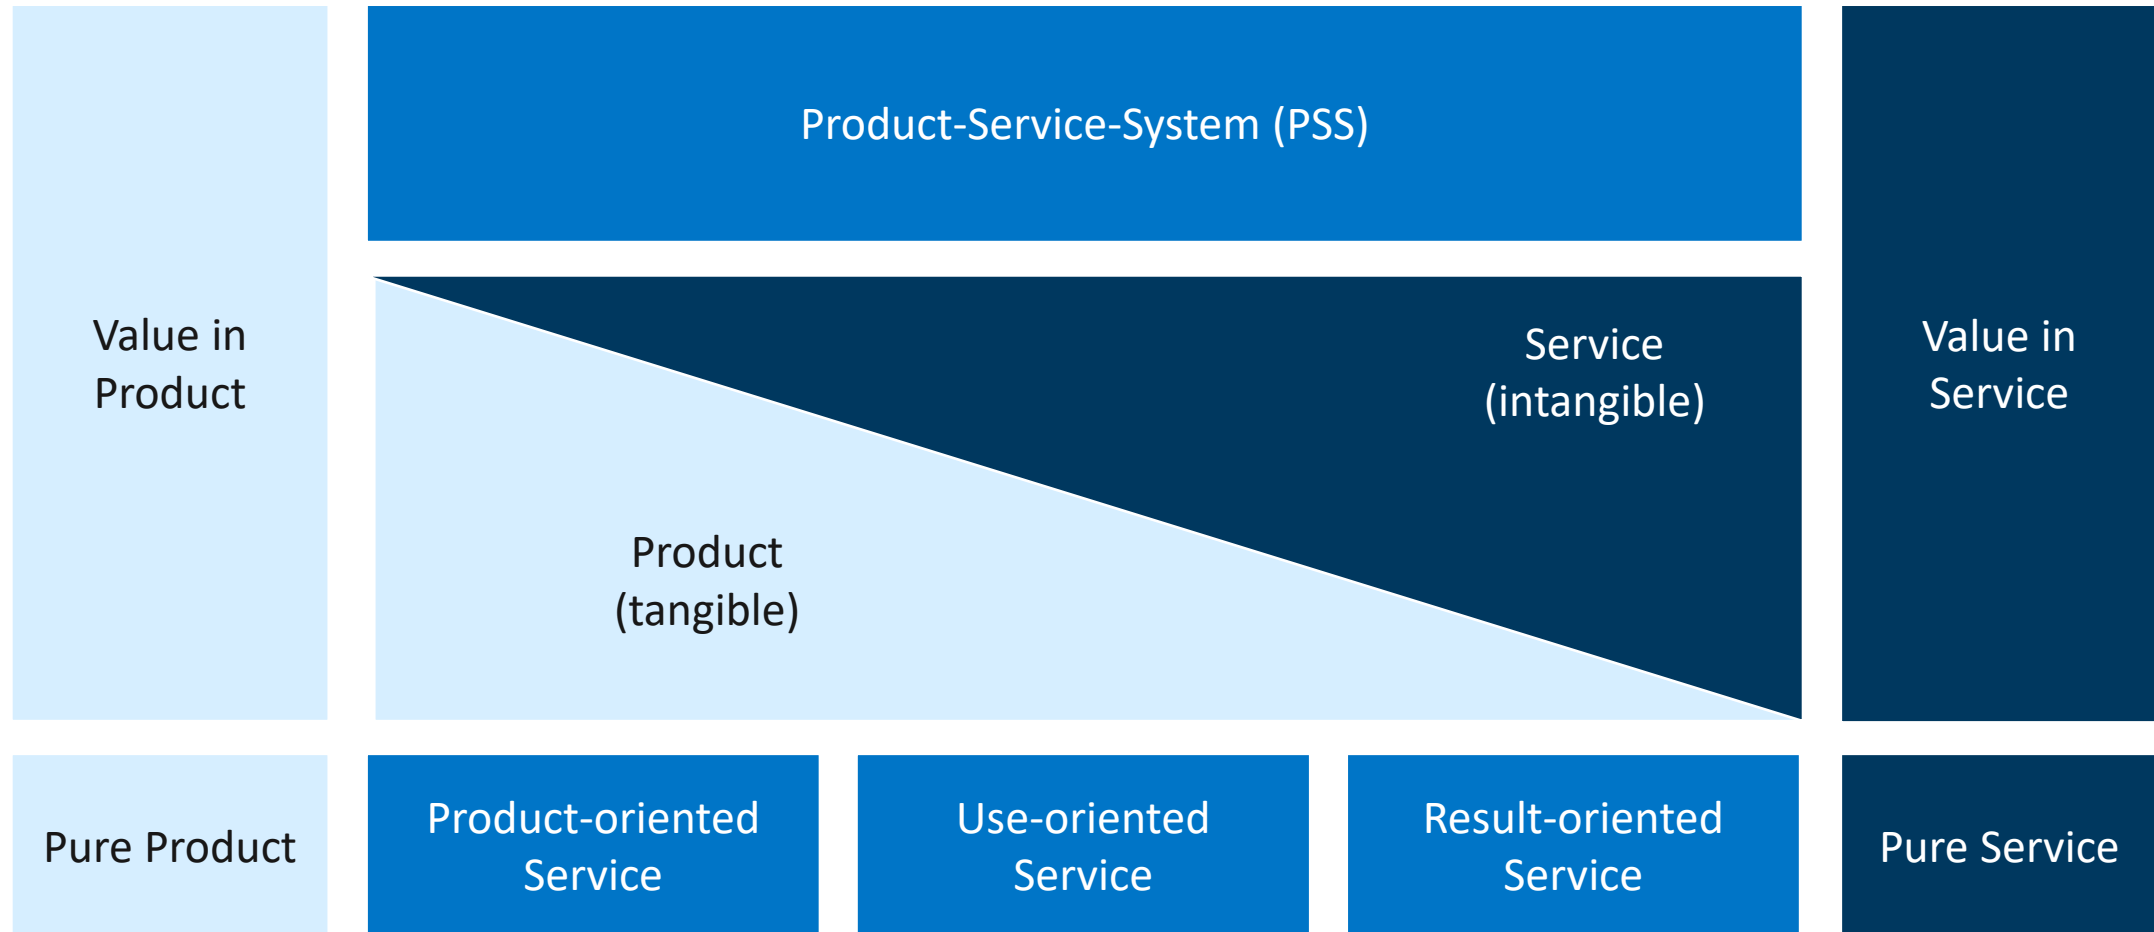 Product-Service-System (PSS)
Value in
Product
Service
(intangible)
Value in
Service
Product
(tangible)
Pure Product
Product-oriented
Service
Use-oriented
Service
Result-oriented
Service
Pure Service